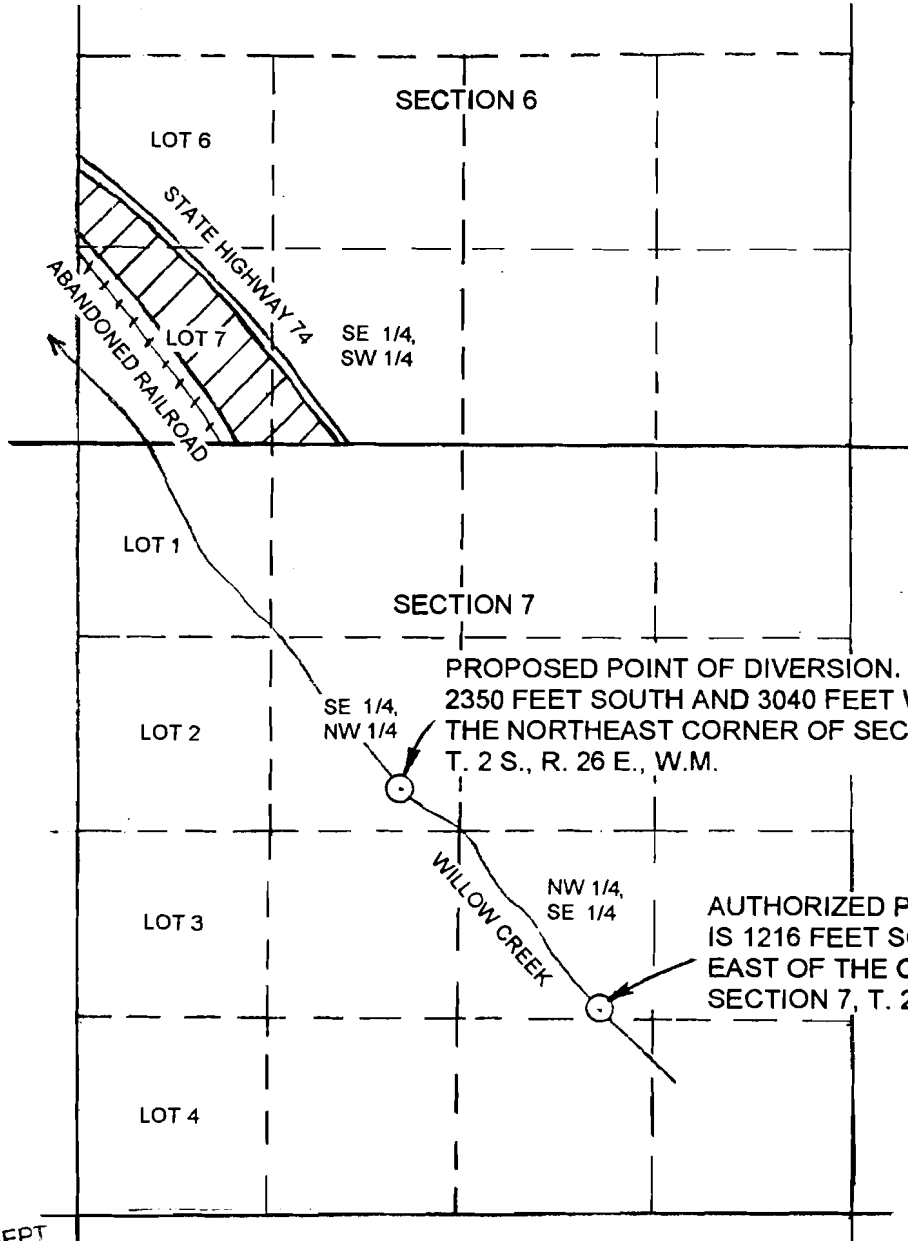 SECTION 6
LOT 6
STATE HIGHWAY 74
ABANDONED RAILROAD
LOT 7
SE 1/4,
SW 1/4
LOT 1
SECTION 7
PROPOSED POINT OF DIVERSION.
2350 FEET SOUTH AND 3040 FEET W
THE NORTHEAST CORNER OF SEC
T. 2 S., R. 26 E., W.M.
SE 1/4,
NW 1/4
LOT 2
WILLOW CREEK
NW 1/4,
SE 1/4
LOT 3
AUTHORIZED P
IS 1216 FEET SO
EAST OF THE C
SECTION 7, T. 2
LOT 4
EPT